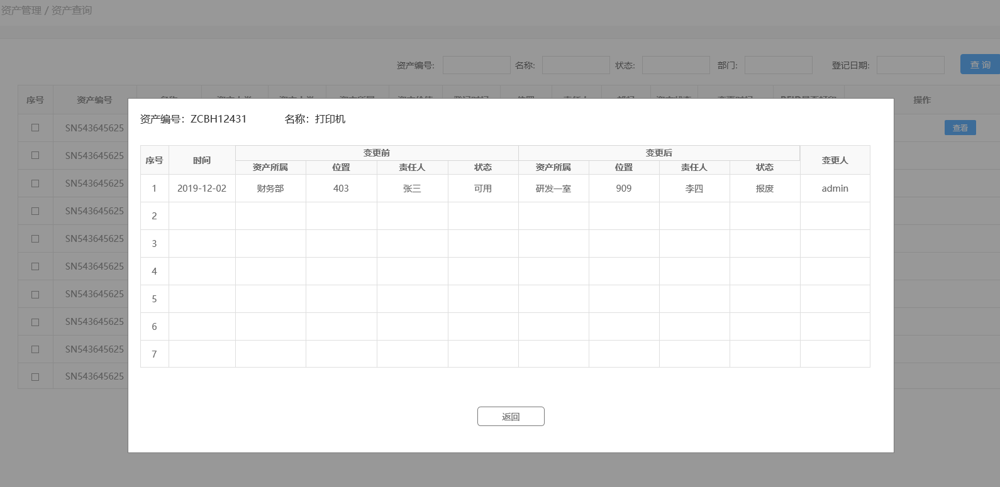 资产管理 / 资产查询
资产编号: 名称: 状态: 部门: 登记日期: 查 询
序号 资产编号 操作
SN543645625 查看
SN543645625
SN543645625
SN543645625
SN543645625
SN543645625
SN543645625
SN543645625
SN543645625
SN543645625
资产编号：ZCBH12431 名称：打印机
序号 时间 变更前 变更后 变更人
资产所属 位置 责任人 状态 资产所属 位置 责任人 状态
1 2019-12-02 财务部 403 张三 可用 研发一室 909 李四 报废 admin
2
3
4
5
6
7
返回